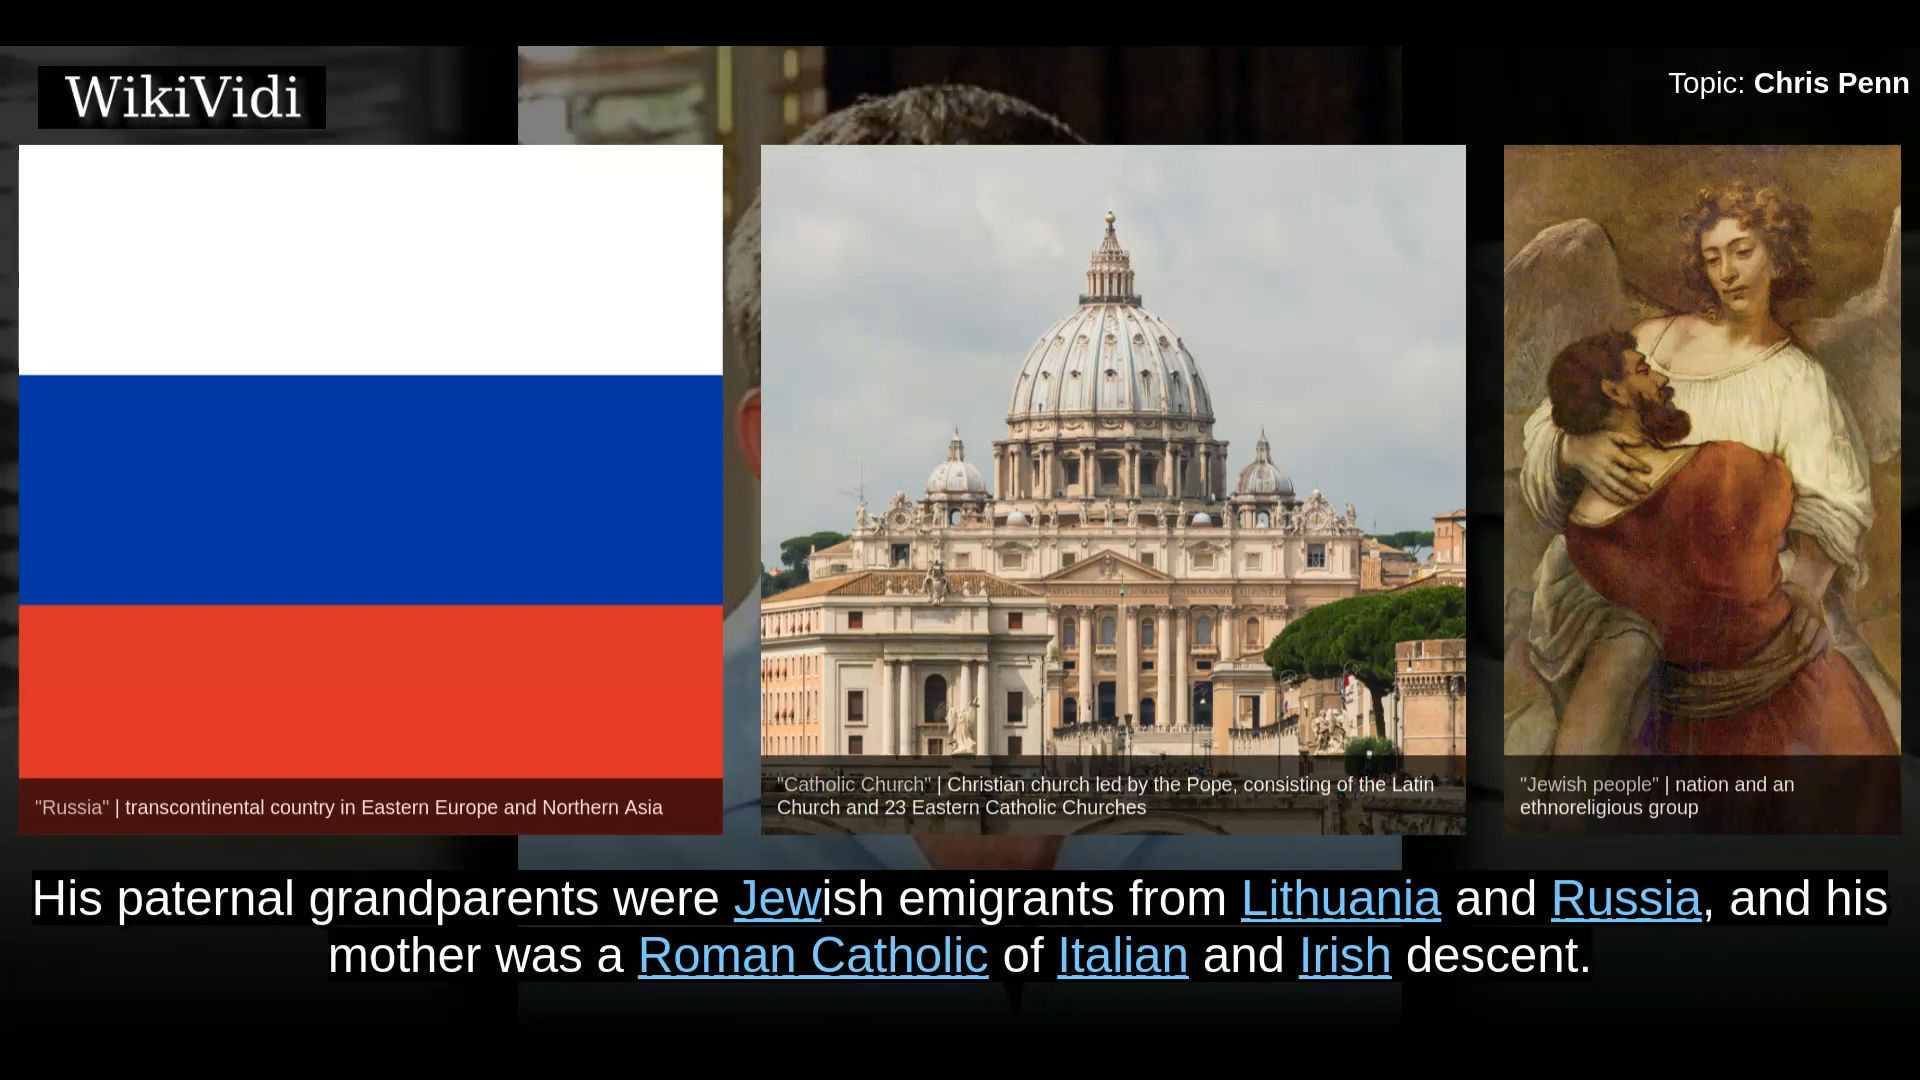 WikiVidi
Topic: Chris Penn
"Russia" | transcontinental country in Eastern Europe and Northern Asia
"Catholic Church" | Christian church led by the Pope, consisting of the Latin
Church and 23 Eastern Catholic Churches
"Jewish people" | nation and an
ethnoreligious group
His paternal grandparents were Jewish emigrants from Lithuania and Russia, and his
mother was a Roman Catholic of Italian and Irish descent.